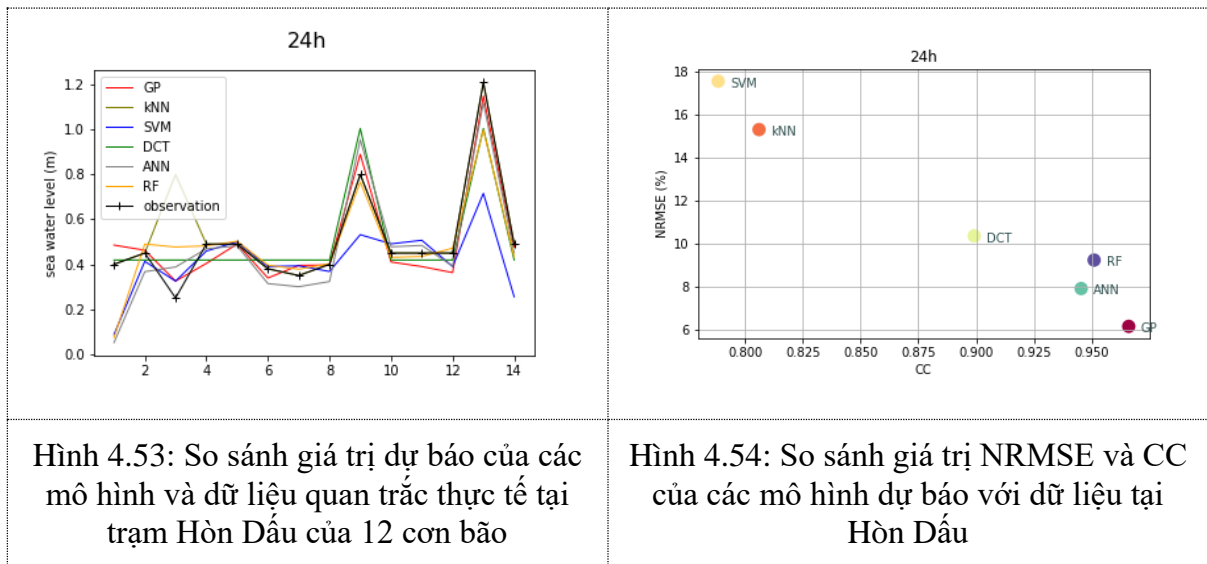 24h
sea water level (m)
1.2
1.0
0.8
0.6
0.4
0.2
0.0
GP
kNN
SVM
DCT
ANN
RF
observation
2 4 6 8 10 12 14
Hình 4.53: So sánh giá trị dự báo của các
mô hình và dữ liệu quan trắc thực tế tại
trạm Hòn Dấu của 12 cơn bão
24h
NRMSE (%)
18
16
14
12
10
8
6
SVM
kNN
DCT
RF
ANN
GP
0.800 0.825 0.850 0.875 0.900 0.925 0.950
CC
Hình 4.54: So sánh giá trị NRMSE và CC
của các mô hình dự báo với dữ liệu tại
Hòn Dấu